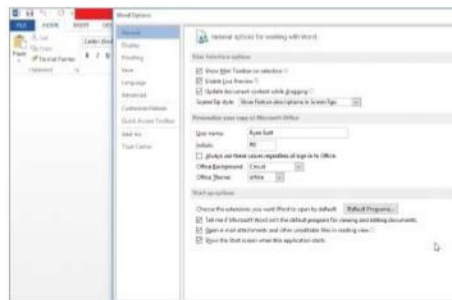 Word Options
FILE HOME INSERT
Cut
Copy
Format Painter
Paste
Clipboard
General
Display
Proofing
Save
Language
Advanced
Customize Ribbon
Quick Access Toolbar
Add-Ins
Trust Center
General options for working with Word.
User Interface options
Show Mini Toolbar on selection
Enable Live Preview
Update document content while dragging
ScreenTip style: Show feature descriptions in ScreenTips
Personalize your copy of Microsoft Office
User name:
Initials:
Always use these values regardless of sign in to Office.
Office Background: Circuit
Office Theme: White
Start up options
Choose the extensions you want Word to open by default: Default Programs...
Tell me if Microsoft Word isn't the default program for viewing and editing documents.
Open e-mail attachments and other uneditable files in reading view
Show the Start screen when this application starts